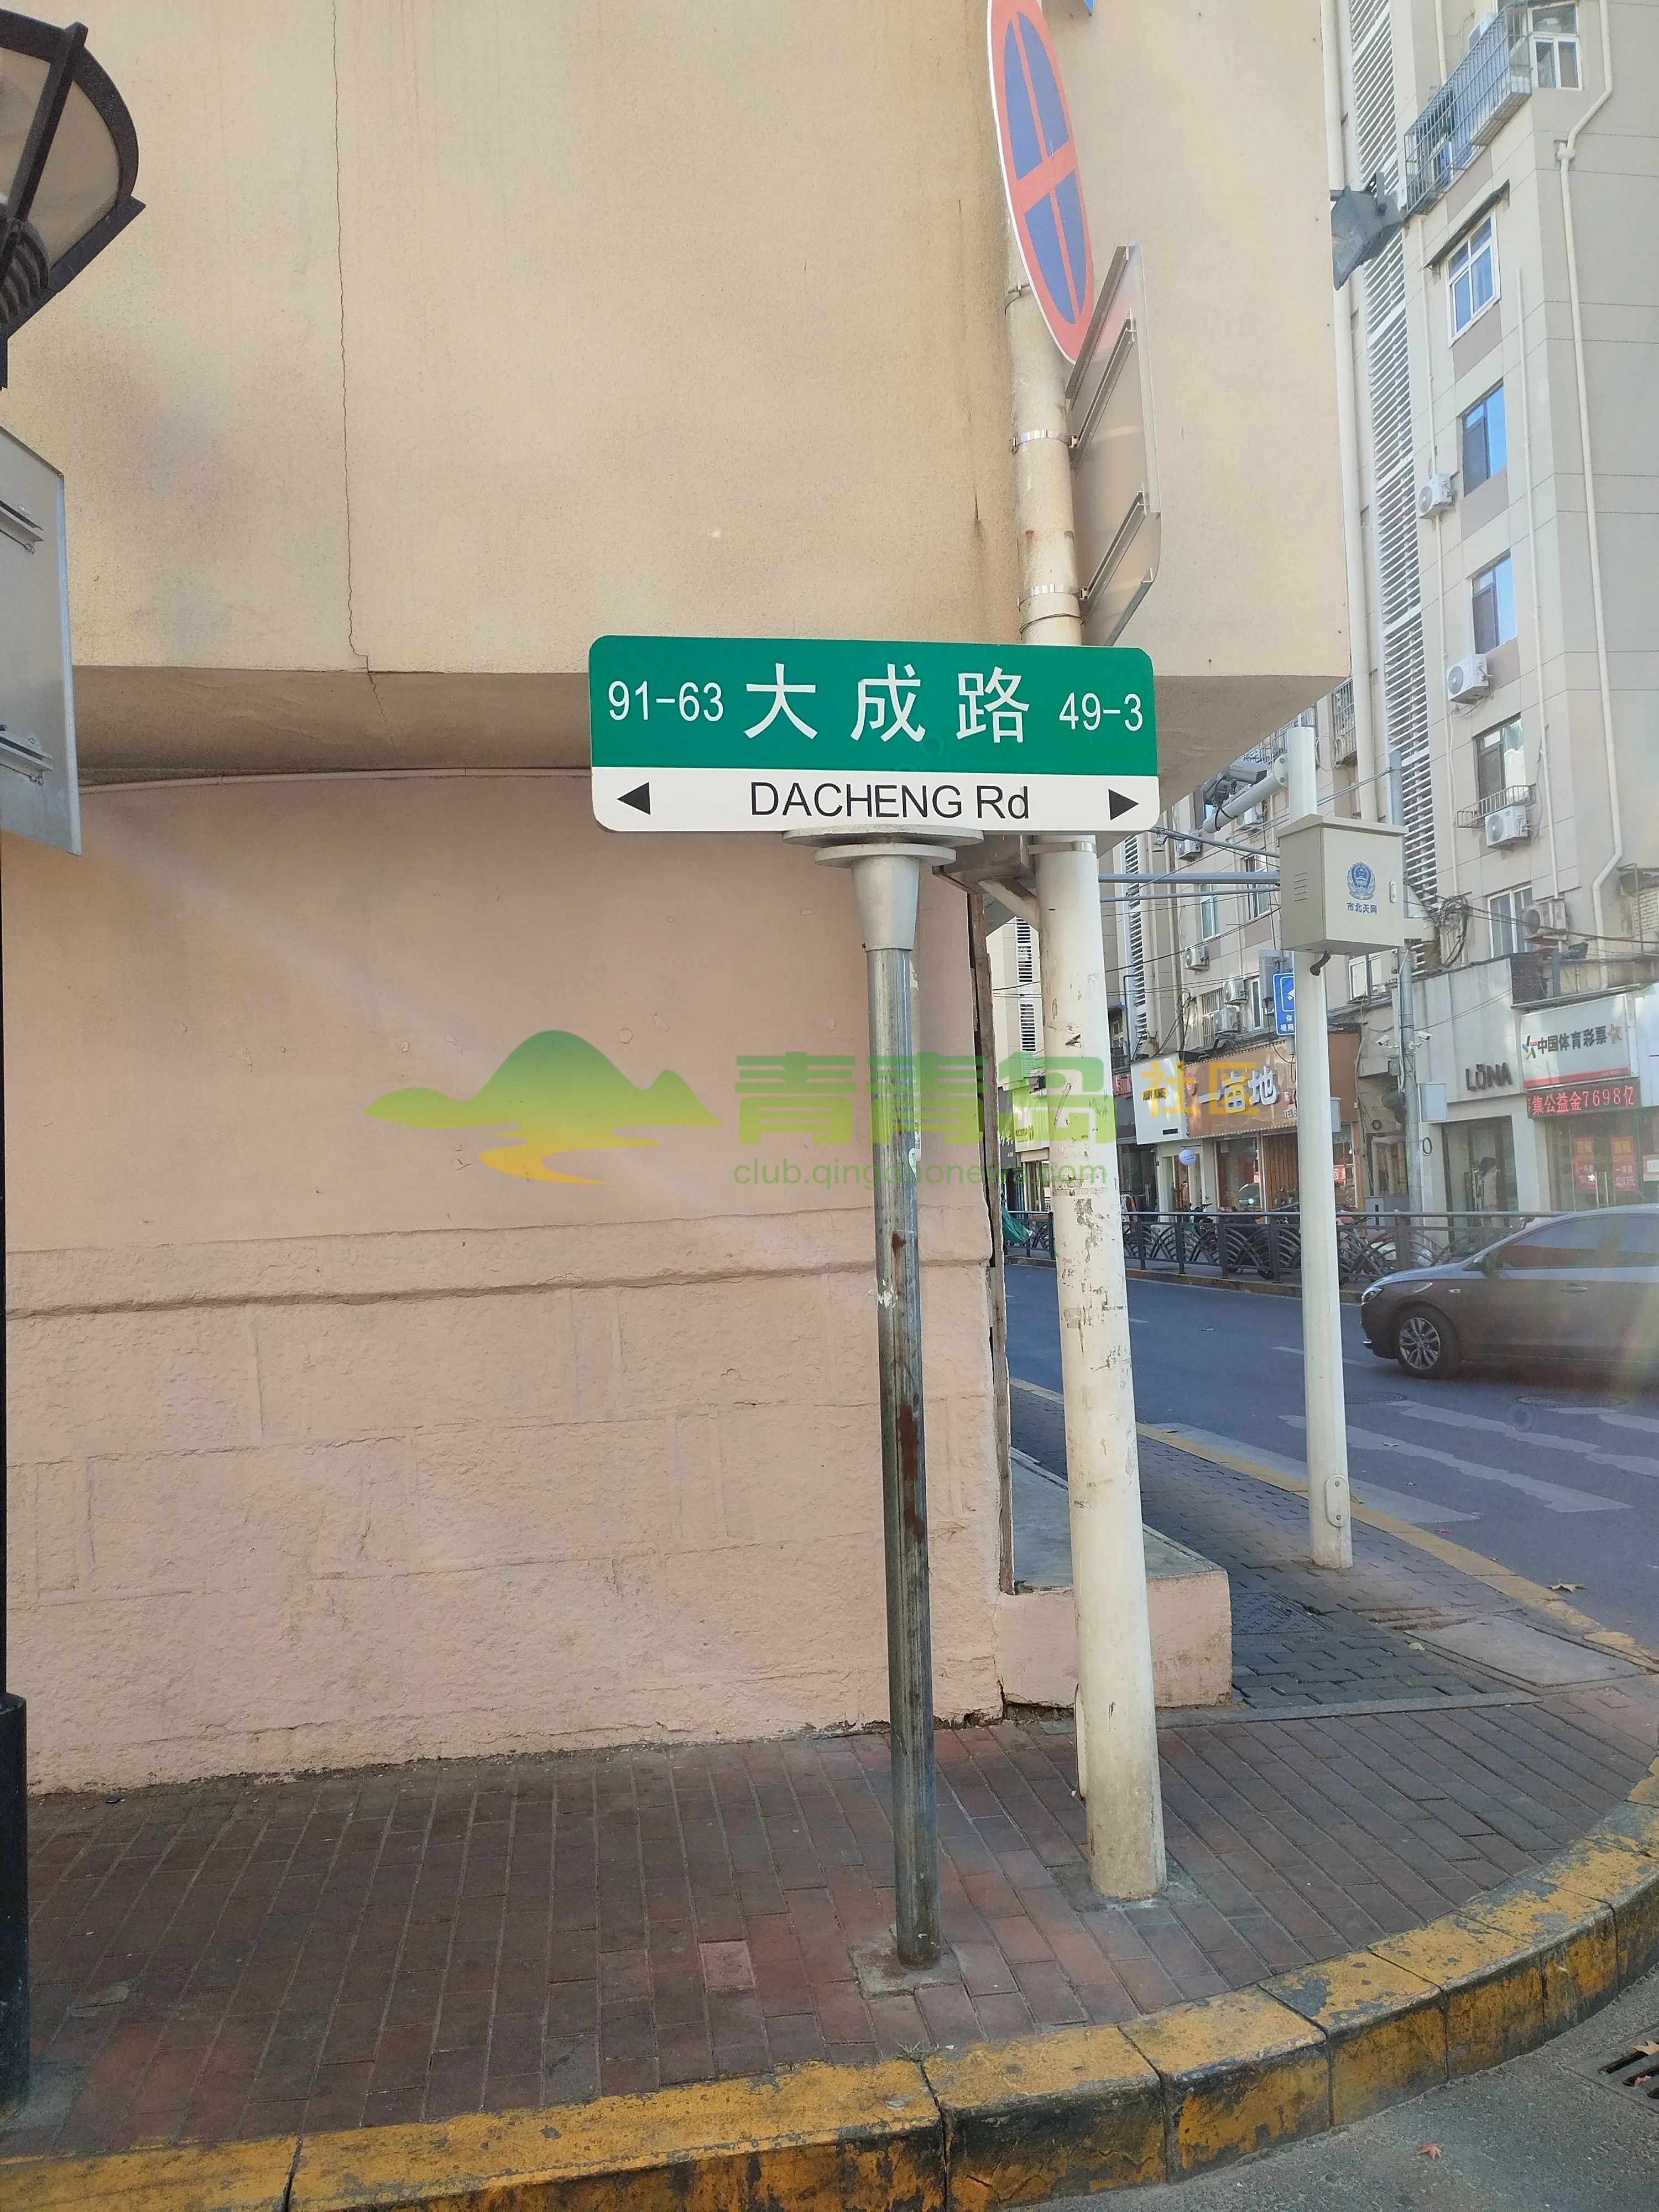 91-63 大成路 49-3
DACHENG Rd
市北天网
青青岛 社区
club.qingdaonews.com
LŪNA
中国体育彩票
集公益金7698亿